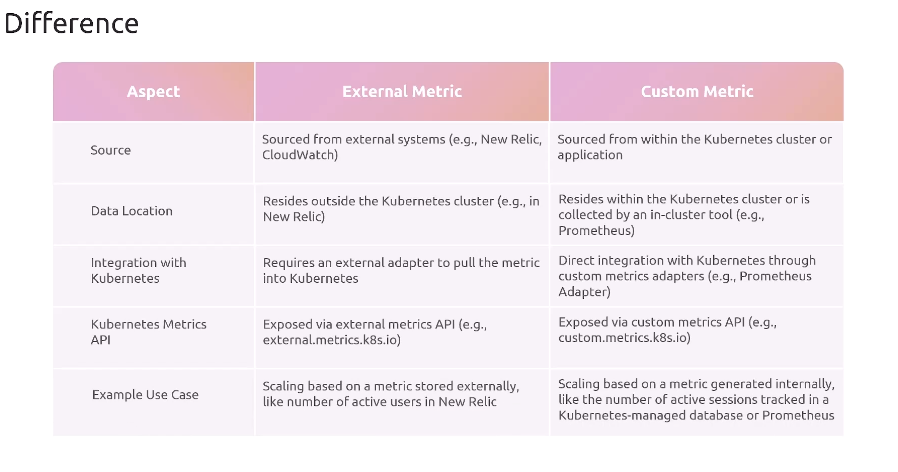 Difference
Aspect
External Metric
Custom Metric
Source
Sourced from external systems (e.g., New Relic,
CloudWatch)
Sourced from within the Kubernetes cluster or
application
Data Location
Resides outside the Kubernetes cluster (e.g., in
New Relic)
Resides within the Kubernetes cluster or is
collected by an in-cluster tool (e.g.,
Prometheus)
Integration with
Kubernetes
Requires an external adapter to pull the metric
into Kubernetes
Direct integration with Kubernetes through
custom metrics adapters (e.g., Prometheus
Adapter)
Kubernetes Metrics
API
Exposed via external metrics API (e.g.,
external.metrics.k8s.io)
Exposed via custom metrics API (e.g.,
custom.metrics.k8s.io)
Example Use Case
Scaling based on a metric stored externally,
like number of active users in New Relic
Scaling based on a metric generated internally,
like the number of active sessions tracked in a
Kubernetes-managed database or Prometheus